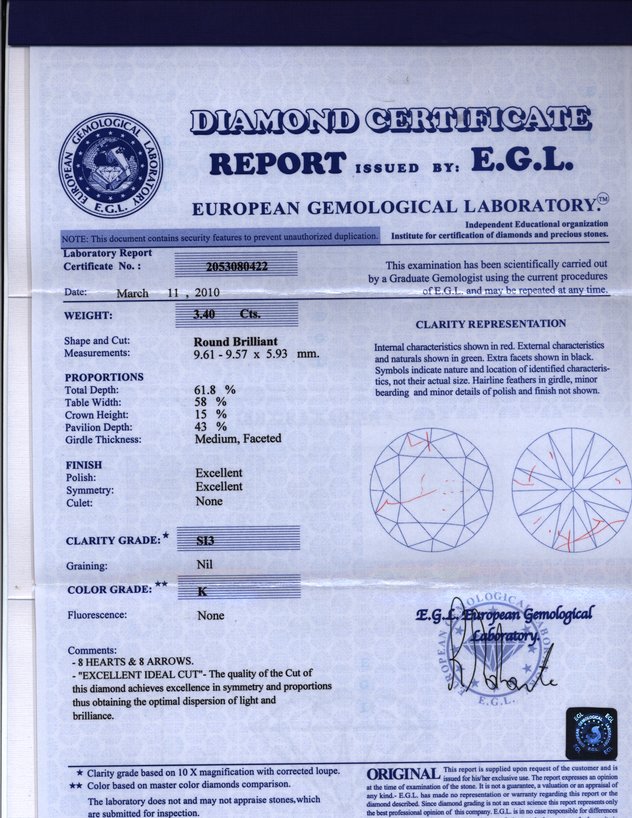 DIAMOND CERTIFICATE
REPORT ISSUED BY: E.G.L.
EUROPEAN GEMOLOGICAL LABORATORY.™
EUROPEAN GEMOLOGICAL LABORATORY
E.G.L.
Independent Educational organization
Institute for certification of diamonds and precious stones.
NOTE: This document contains security features to prevent unauthorized duplication.
Laboratory Report
Certificate No. : 2053080422
Date: March 11 , 2010
This examination has been scientifically carried out
by a Graduate Gemologist using the current procedures
of E.G.L. and may be repeated at any time.
WEIGHT: 3.40 Cts.
Shape and Cut: Round Brilliant
Measurements: 9.61 - 9.57 x 5.93 mm.
PROPORTIONS
Total Depth: 61.8 %
Table Width: 58 %
Crown Height: 15 %
Pavilion Depth: 43 %
Girdle Thickness: Medium, Faceted
FINISH
Polish: Excellent
Symmetry: Excellent
Culet: None
CLARITY GRADE:★ SI3
Graining: Nil
COLOR GRADE:★★ K
Fluorescence: None
Comments:
- 8 HEARTS & 8 ARROWS.
- "EXCELLENT IDEAL CUT"- The quality of the Cut of
this diamond achieves excellence in symmetry and proportions
thus obtaining the optimal dispersion of light and
brilliance.
CLARITY REPRESENTATION
Internal characteristics shown in red. External characteristics
and naturals shown in green. Extra facets shown in black.
Symbols indicate nature and location of identified characteris-
tics, not their actual size. Hairline feathers in girdle, minor
bearding and minor details of polish and finish not shown.
E.G.L. European Gemological
Laboratory.
E.G.L.
EGL
★ Clarity grade based on 10 X magnification with corrected loupe.
★★ Color based on master color diamonds comparison.
The laboratory does not and may not appraise stones,which
are submitted for inspection.
ORIGINAL This report is supplied upon request of the customer and is
issued for his/her exclusive use. The report expresses an opinion
at the time of examination of the stone. It is not a guarantee, a valuation or an appraisal of
any kind.- E.G.L. has made no representation or warranty regarding this report or the
diamond described. Since diamond grading is not an exact science this report represents only
the best professional opinion of this company. E.G.L. is in no case responsible for differences